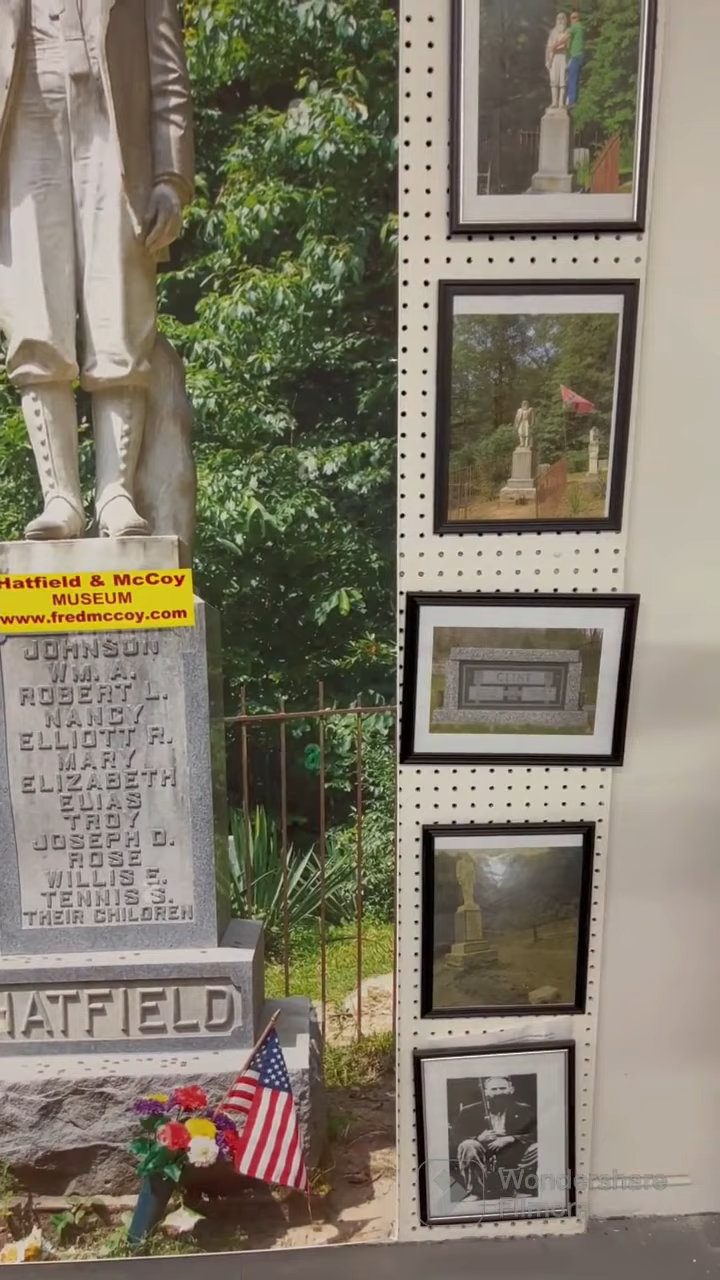 Hatfield & McCoy
MUSEUM
www.fredmccoy.com
JOHNSON
WM. A.
ROBERT L.
NANCY
ELLIOTT R.
MARY
ELIZABETH
ELIAS
TROY
JOSEPH D.
ROSE
WILLIS E.
TENNIS S.
THEIR CHILDREN
HATFIELD
CLINE
Wondershare
Filmora